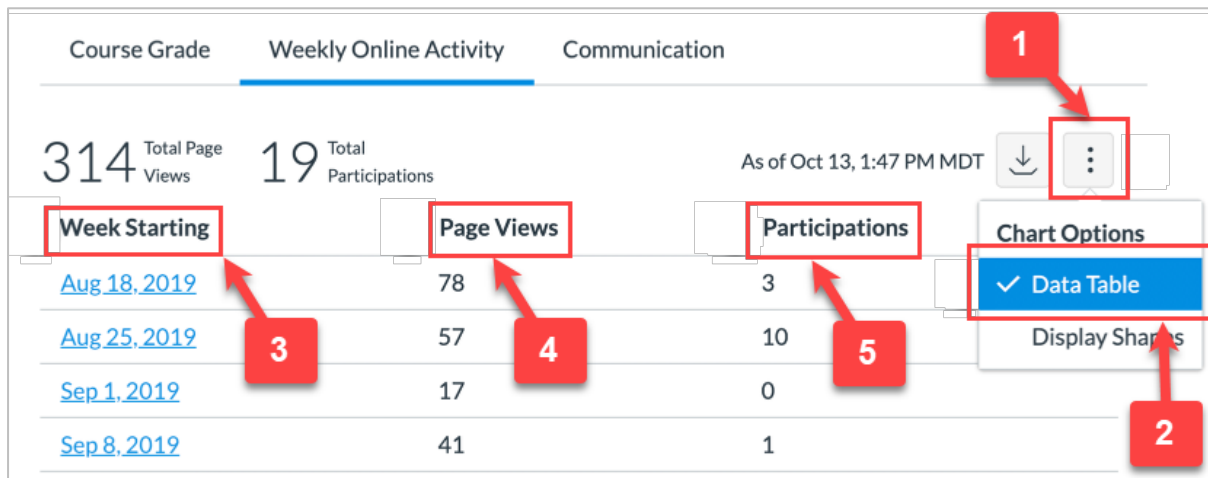 Course Grade Weekly Online Activity Communication
1
314 Total Page Views 19 Total Participations As of Oct 13, 1:47 PM MDT
Week Starting Page Views Participations Chart Options
Aug 18, 2019 78 3 Data Table
Aug 25, 2019 57 10 Display Shapes
3 4 5
Sep 1, 2019 17 0
Sep 8, 2019 41 1
2